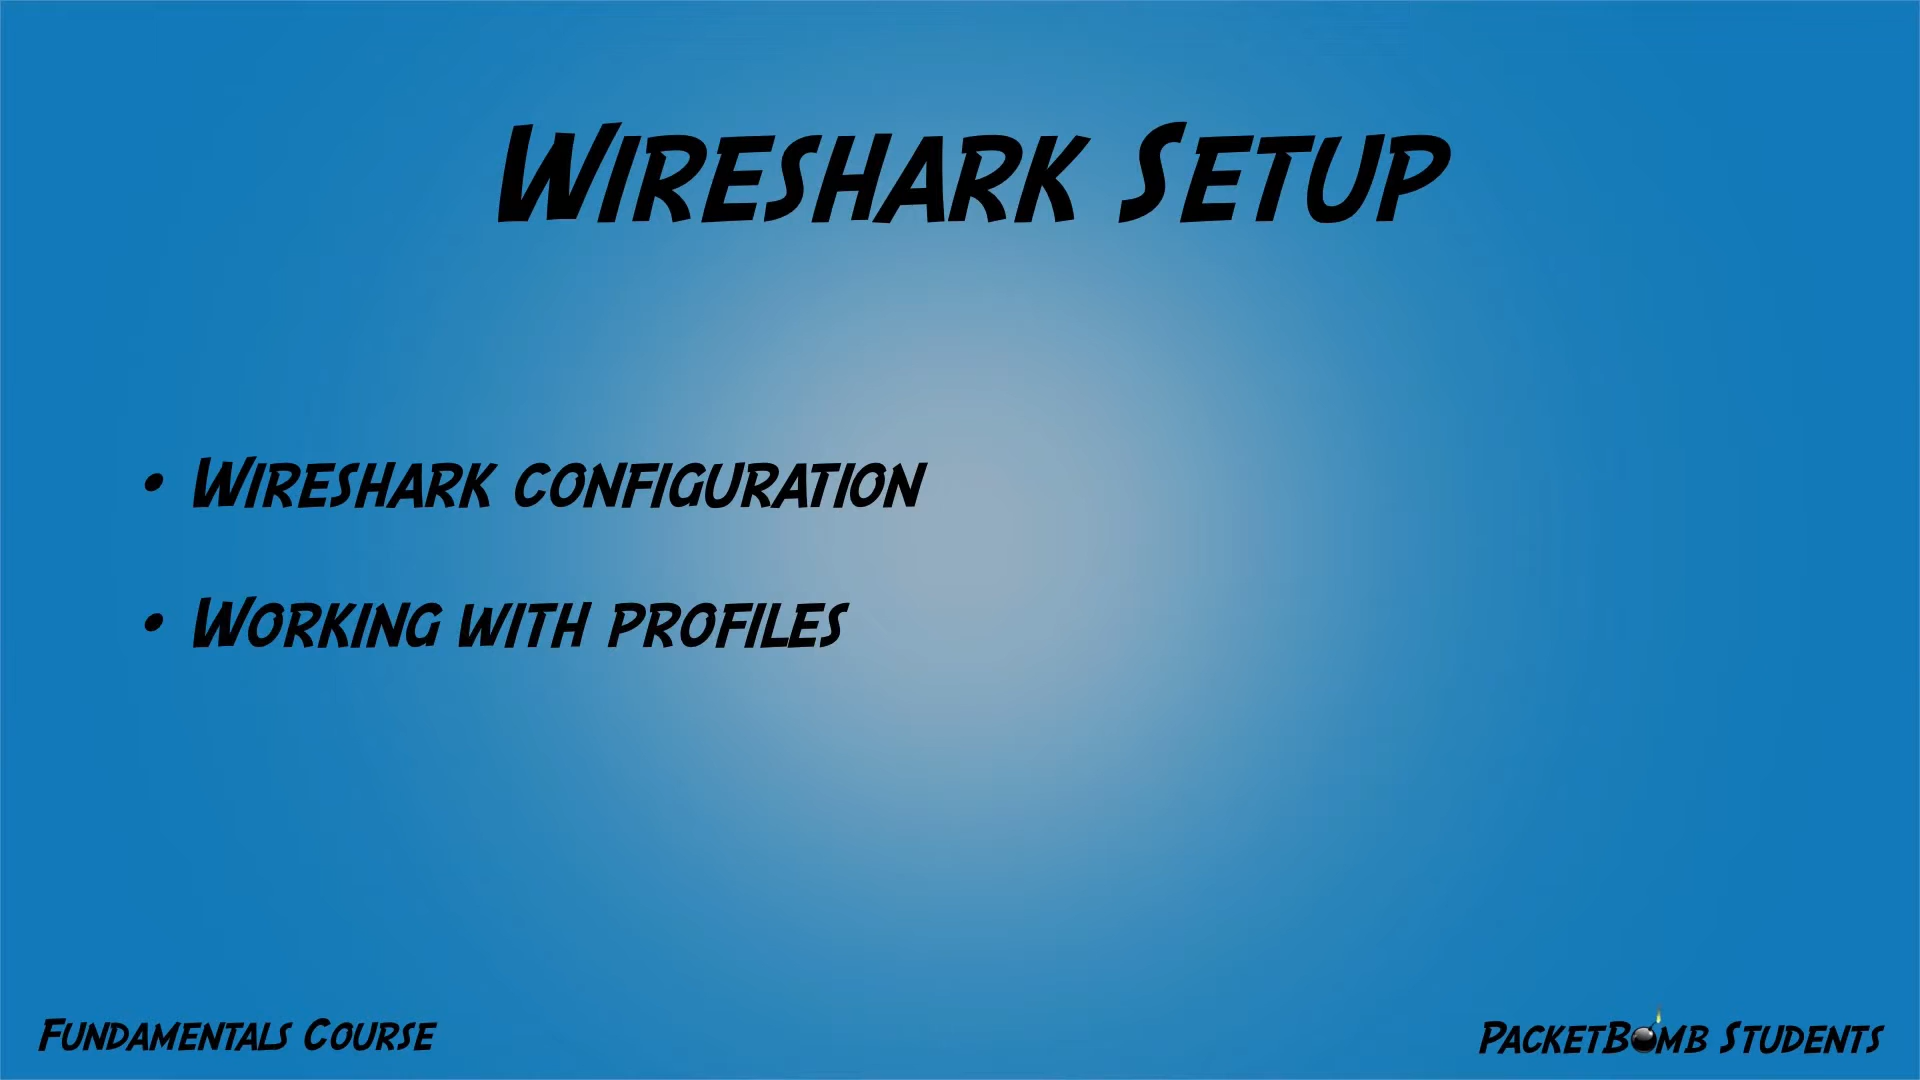 Wireshark Setup
• Wireshark configuration
• Working with profiles
Fundamentals Course
PacketBomb Students